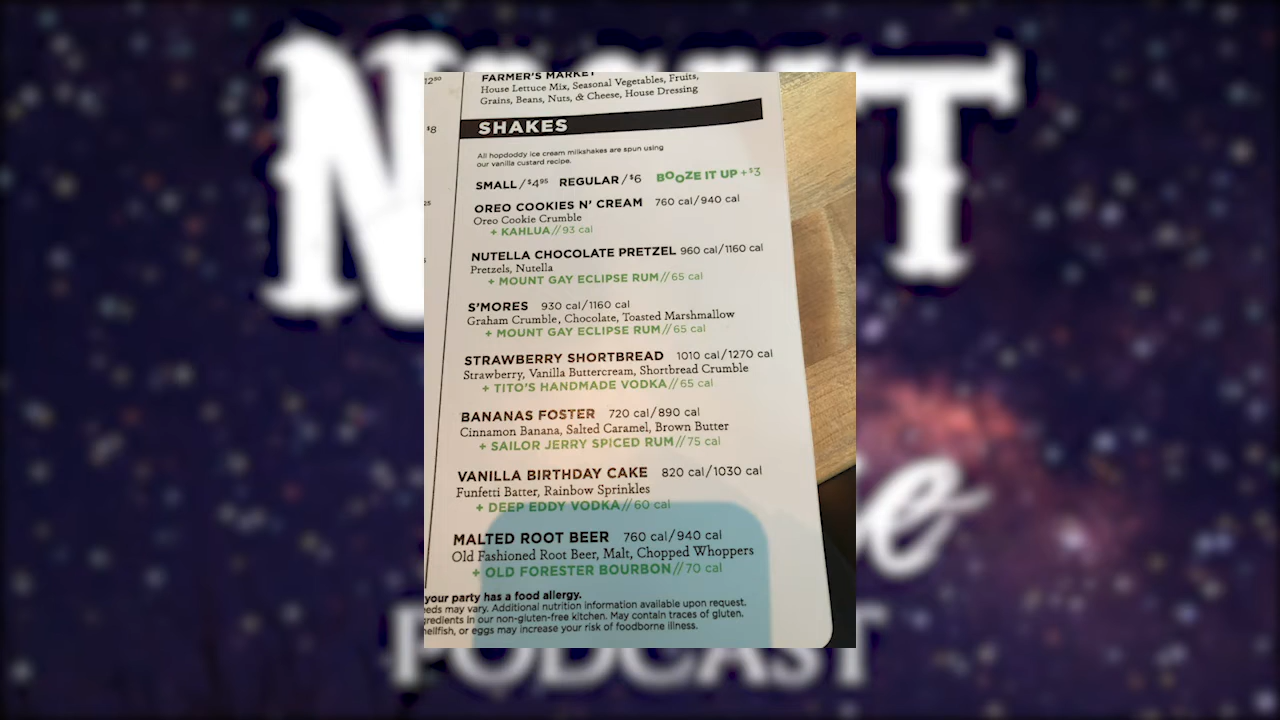 12⁵⁰
FARMER'S MARKET
House Lettuce Mix, Seasonal Vegetables, Fruits,
Grains, Beans, Nuts, & Cheese, House Dressing
$8
SHAKES
All hopdoddy ice cream milkshakes are spun using
our vanilla custard recipe.
SMALL/$4⁹⁵ REGULAR/$6 BOOZE IT UP +$3
OREO COOKIES N' CREAM 760 cal/940 cal
Oreo Cookie Crumble
+ KAHLUA//93 cal
NUTELLA CHOCOLATE PRETZEL 960 cal/1160 cal
Pretzels, Nutella
+ MOUNT GAY ECLIPSE RUM//65 cal
S'MORES 930 cal/1160 cal
Graham Crumble, Chocolate, Toasted Marshmallow
+ MOUNT GAY ECLIPSE RUM//65 cal
STRAWBERRY SHORTBREAD 1010 cal/1270 cal
Strawberry, Vanilla Buttercream, Shortbread Crumble
+ TITO'S HANDMADE VODKA//65 cal
BANANAS FOSTER 720 cal/890 cal
Cinnamon Banana, Salted Caramel, Brown Butter
+ SAILOR JERRY SPICED RUM//75 cal
VANILLA BIRTHDAY CAKE 820 cal/1030 cal
Funfetti Batter, Rainbow Sprinkles
+ DEEP EDDY VODKA//60 cal
MALTED ROOT BEER 760 cal/940 cal
Old Fashioned Root Beer, Malt, Chopped Whoppers
+ OLD FORESTER BOURBON//70 cal
your party has a food allergy.
eeds may vary. Additional nutrition information available upon request.
gredients in our non-gluten-free kitchen. May contain traces of gluten.
hellfish, or eggs may increase your risk of foodborne illness.
PODCAST